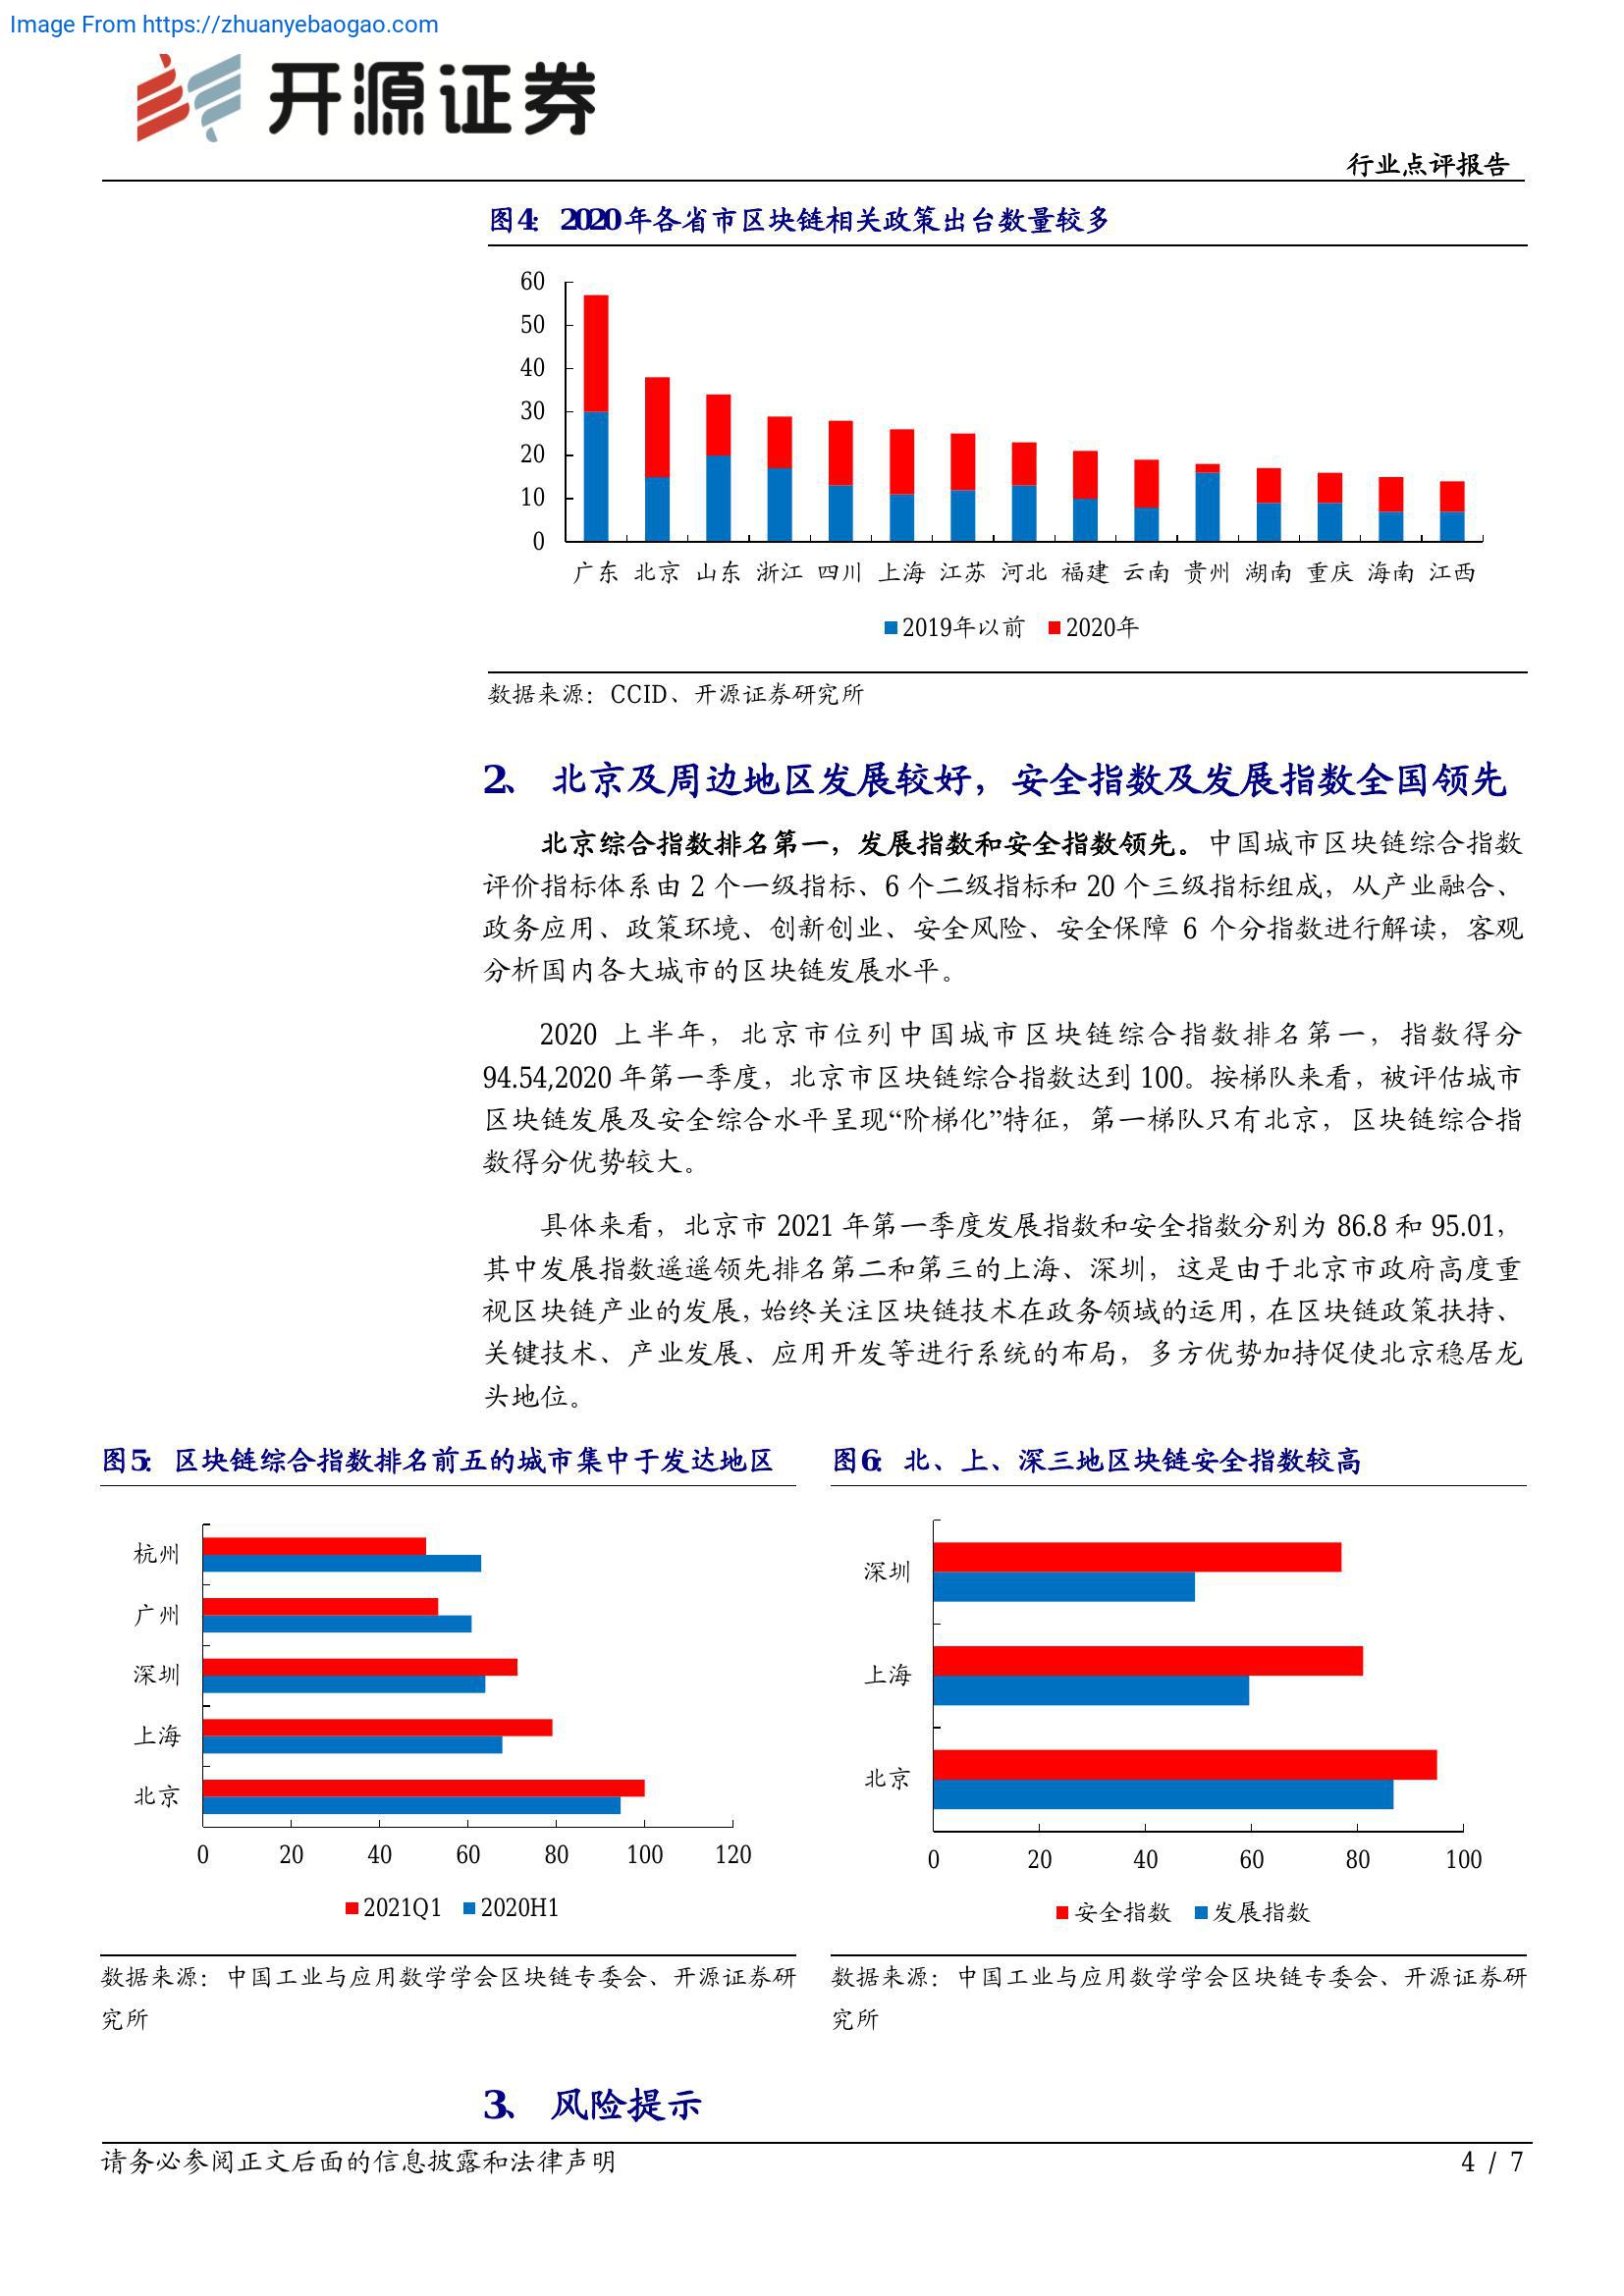 Image From https://zhuanyebaogao.com
开源证券
行业点评报告
图4：2020年各省市区块链相关政策出台数量较多
60
50
40
30
20
10
0
广东 北京 山东 浙江 四川 上海 江苏 河北 福建 云南 贵州 湖南 重庆 海南 江西
2019年以前 2020年
数据来源：CCID、开源证券研究所
2、 北京及周边地区发展较好，安全指数及发展指数全国领先
北京综合指数排名第一，发展指数和安全指数领先。中国城市区块链综合指数
评价指标体系由 2 个一级指标、6 个二级指标和 20 个三级指标组成，从产业融合、
政务应用、政策环境、创新创业、安全风险、安全保障 6 个分指数进行解读，客观
分析国内各大城市的区块链发展水平。
2020 上半年，北京市位列中国城市区块链综合指数排名第一，指数得分
94.54,2020 年第一季度，北京市区块链综合指数达到 100。按梯队来看，被评估城市
区块链发展及安全综合水平呈现“阶梯化”特征，第一梯队只有北京，区块链综合指
数得分优势较大。
具体来看，北京市 2021 年第一季度发展指数和安全指数分别为 86.8 和 95.01，
其中发展指数遥遥领先排名第二和第三的上海、深圳，这是由于北京市政府高度重
视区块链产业的发展,始终关注区块链技术在政务领域的运用,在区块链政策扶持、
关键技术、产业发展、应用开发等进行系统的布局，多方优势加持促使北京稳居龙
头地位。
图5：区块链综合指数排名前五的城市集中于发达地区
杭州
广州
深圳
上海
北京
0 20 40 60 80 100 120
2021Q1 2020H1
数据来源：中国工业与应用数学学会区块链专委会、开源证券研
究所
图6：北、上、深三地区块链安全指数较高
深圳
上海
北京
0 20 40 60 80 100
安全指数 发展指数
数据来源：中国工业与应用数学学会区块链专委会、开源证券研
究所
3、 风险提示
请务必参阅正文后面的信息披露和法律声明
4 / 7